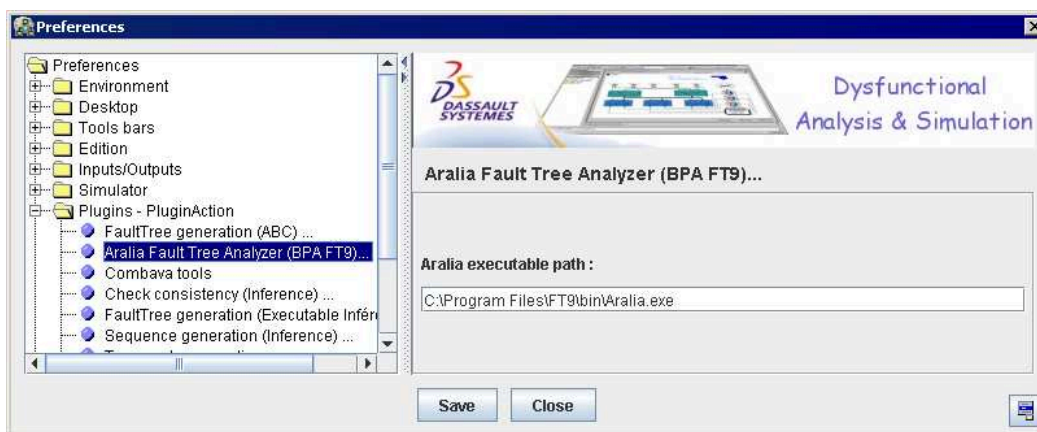 Preferences
Preferences
Environment
Desktop
Tools bars
Edition
Inputs/Outputs
Simulator
Plugins - PluginAction
FaultTree generation (ABC) ...
Aralia Fault Tree Analyzer (BPA FT9)...
Combava tools
Check consistency (Inference) ...
FaultTree generation (Executable Infér
Sequence generation (Inference) ...
DASSAULT
SYSTEMES
Dysfunctional
Analysis & Simulation
Aralia Fault Tree Analyzer (BPA FT9)...
Aralia executable path :
C:\Program Files\FT9\bin\Aralia.exe
Save
Close